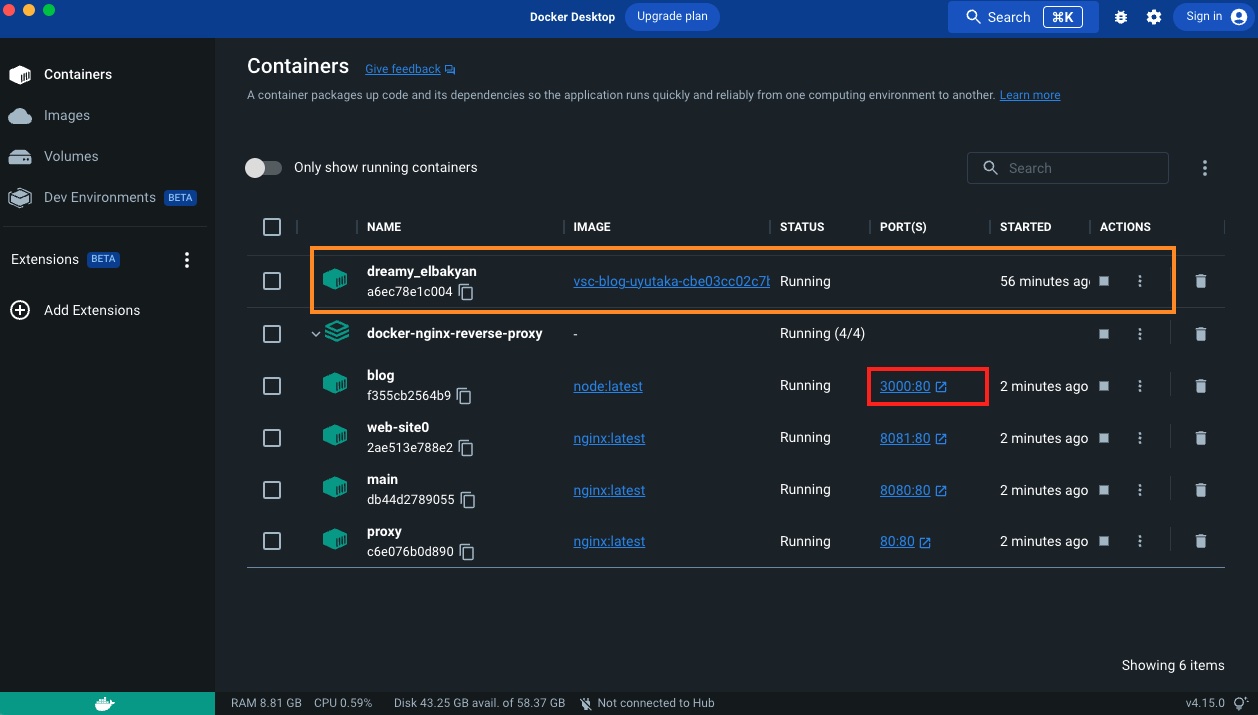 Docker Desktop Upgrade plan Search ⌘K Sign in
Containers
Images
Volumes
Dev Environments BETA
Extensions BETA
Add Extensions
Containers Give feedback
A container packages up code and its dependencies so the application runs quickly and reliably from one computing environment to another. Learn more
Only show running containers Search
NAME IMAGE STATUS PORT(S) STARTED ACTIONS
dreamy_elbakyan
a6ec78e1c004 vsc-blog-uyutaka-cbe03cc02c7 Running 56 minutes ag
docker-nginx-reverse-proxy - Running (4/4)
blog
f355cb2564b9 node:latest Running 3000:80 2 minutes ago
web-site0
2ae513e788e2 nginx:latest Running 8081:80 2 minutes ago
main
db44d2789055 nginx:latest Running 8080:80 2 minutes ago
proxy
c6e076b0d890 nginx:latest Running 80:80 2 minutes ago
Showing 6 items
RAM 8.81 GB CPU 0.59% Disk 43.25 GB avail. of 58.37 GB Not connected to Hub v4.15.0